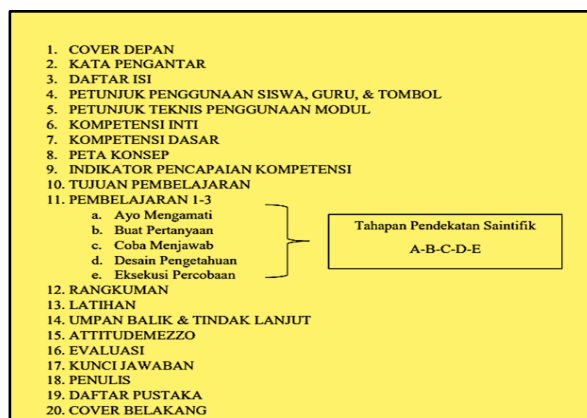 1. COVER DEPAN
2. KATA PENGANTAR
3. DAFTAR ISI
4. PETUNJUK PENGGUNAAN SISWA, GURU, & TOMBOL
5. PETUNJUK TEKNIS PENGGUNAAN MODUL
6. KOMPETENSI INTI
7. KOMPETENSI DASAR
8. PETA KONSEP
9. INDIKATOR PENCAPAIAN KOMPETENSI
10. TUJUAN PEMBELAJARAN
11. PEMBELAJARAN 1-3
a. Ayo Mengamati
b. Buat Pertanyaan
c. Coba Menjawab
d. Desain Pengetahuan
e. Eksekusi Percobaan
Tahapan Pendekatan Saintifik
A-B-C-D-E
12. RANGKUMAN
13. LATIHAN
14. UMPAN BALIK & TINDAK LANJUT
15. ATTITUDEMEZZO
16. EVALUASI
17. KUNCI JAWABAN
18. PENULIS
19. DAFTAR PUSTAKA
20. COVER BELAKANG